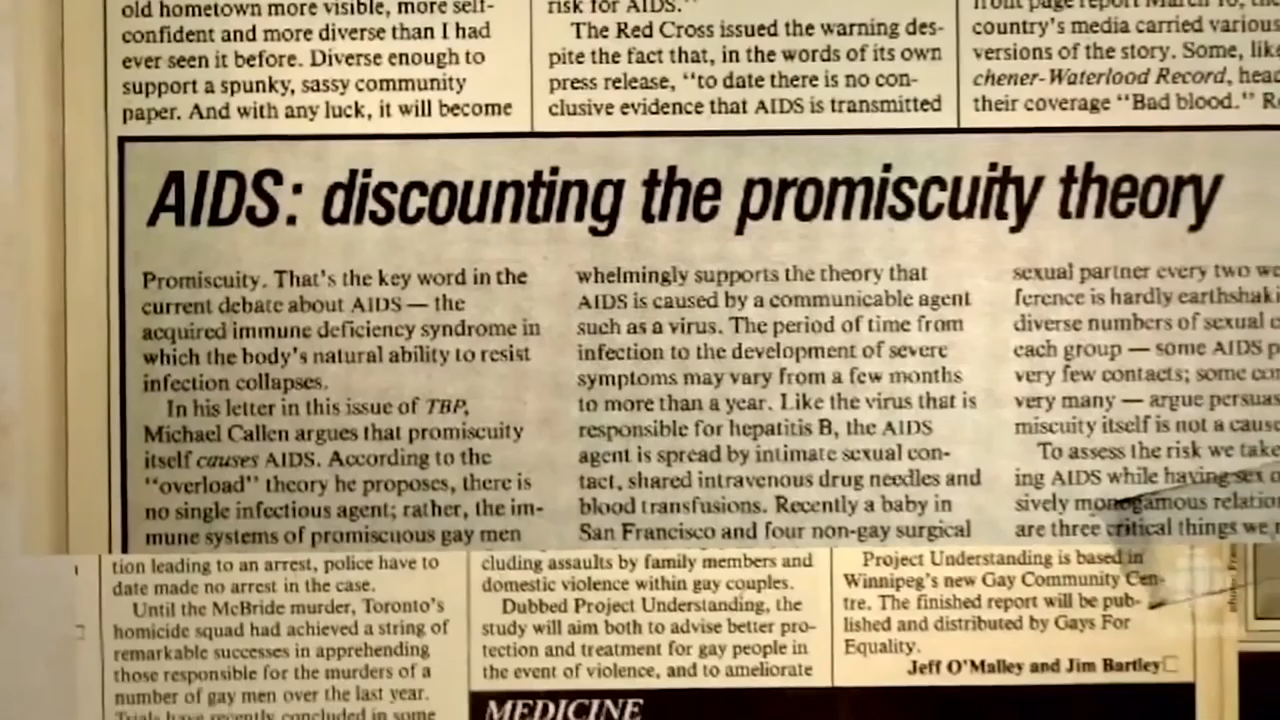 old hometown more visible, more self-
confident and more diverse than I had
ever seen it before. Diverse enough to
support a spunky, sassy community
paper. And with any luck, it will become
risk for AIDS."
The Red Cross issued the warning des-
pite the fact that, in the words of its own
press release, "to date there is no con-
clusive evidence that AIDS is transmitted
country's media carried various
versions of the story. Some, like
chener-Waterlood Record, head
their coverage "Bad blood." R
AIDS: discounting the promiscuity theory
Promiscuity. That's the key word in the
current debate about AIDS — the
acquired immune deficiency syndrome in
which the body's natural ability to resist
infection collapses.
In his letter in this issue of TBP,
Michael Callen argues that promiscuity
itself causes AIDS. According to the
"overload" theory he proposes, there is
no single infectious agent; rather, the im-
mune systems of promiscuous gay men
whelmingly supports the theory that
AIDS is caused by a communicable agent
such as a virus. The period of time from
infection to the development of severe
symptoms may vary from a few months
to more than a year. Like the virus that is
responsible for hepatitis B, the AIDS
agent is spread by intimate sexual con-
tact, shared intravenous drug needles and
blood transfusions. Recently a baby in
San Francisco and four non-gay surgical
sexual partner every two we
ference is hardly earthshaki
diverse numbers of sexual c
each group — some AIDS p
very few contacts; some con
very many — argue persuas
miscuity itself is not a cause
To assess the risk we take
ing AIDS while having sex o
sively monogamous relation
are three critical things we
tion leading to an arrest, police have to
date made no arrest in the case.
Until the McBride murder, Toronto's
homicide squad had achieved a string of
remarkable successes in apprehending
those responsible for the murders of a
number of gay men over the last year.
Trials have recently concluded in some
cluding assaults by family members and
domestic violence within gay couples.
Dubbed Project Understanding, the
study will aim both to advise better pro-
tection and treatment for gay people in
the event of violence, and to ameliorate
MEDICINE
Project Understanding is based in
Winnipeg's new Gay Community Cen-
tre. The finished report will be pub-
lished and distributed by Gays For
Equality.
Jeff O'Malley and Jim Bartley□